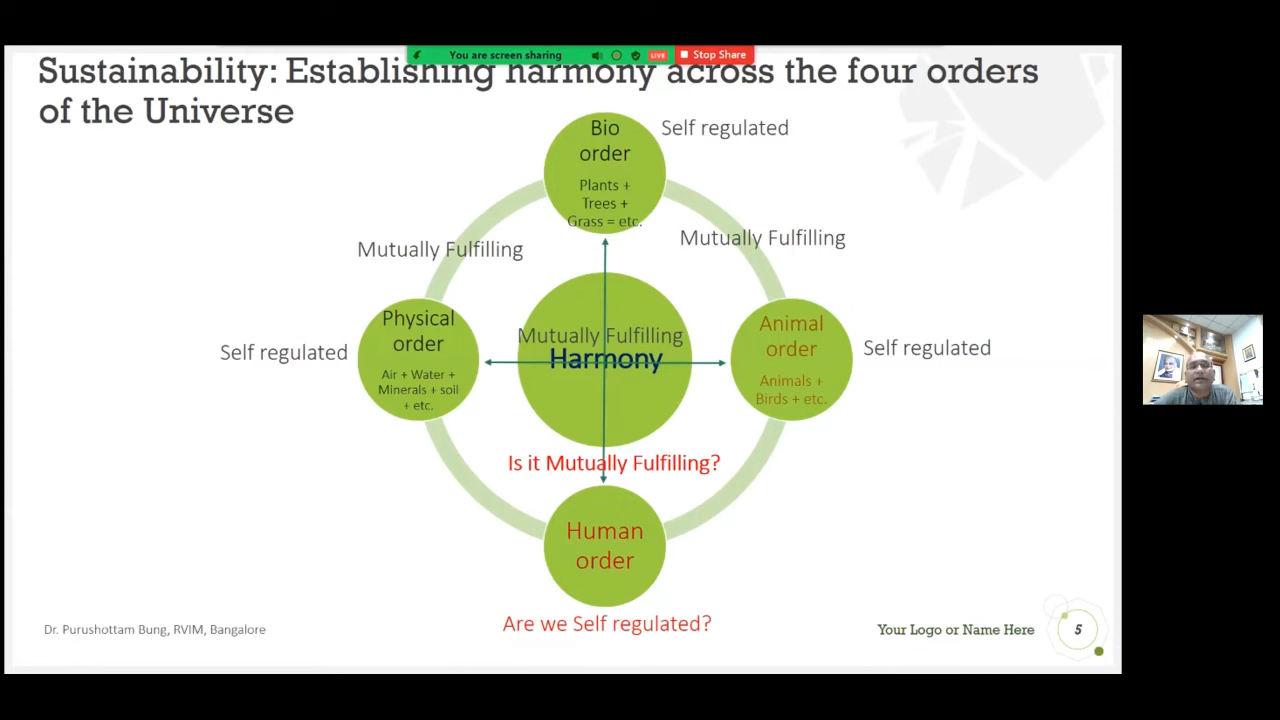 You are screen sharing LIVE Stop Share
Sustainability: Establishing harmony across the four orders
of the Universe
Bio
order
Plants +
Trees +
Grass = etc.
Self regulated
Mutually Fulfilling
Mutually Fulfilling
Physical
order
Air + Water +
Minerals + soil
+ etc.
Self regulated
Mutually Fulfilling
Harmony
Animal
order
Animals +
Birds + etc.
Self regulated
Is it Mutually Fulfilling?
Human
order
Are we Self regulated?
Dr. Purushottam Bung, RVIM, Bangalore
Your Logo or Name Here
5